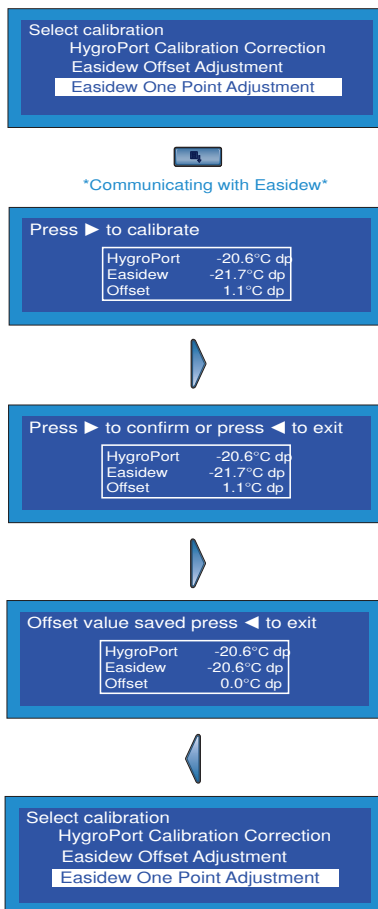 Select calibration
HygroPort Calibration Correction
Easidew Offset Adjustment
Easidew One Point Adjustment
*Communicating with Easidew*
Press ► to calibrate
HygroPort -20.6°C dp
Easidew -21.7°C dp
Offset 1.1°C dp
Press ► to confirm or press ◄ to exit
HygroPort -20.6°C dp
Easidew -21.7°C dp
Offset 1.1°C dp
Offset value saved press ◄ to exit
HygroPort -20.6°C dp
Easidew -20.6°C dp
Offset 0.0°C dp
Select calibration
HygroPort Calibration Correction
Easidew Offset Adjustment
Easidew One Point Adjustment